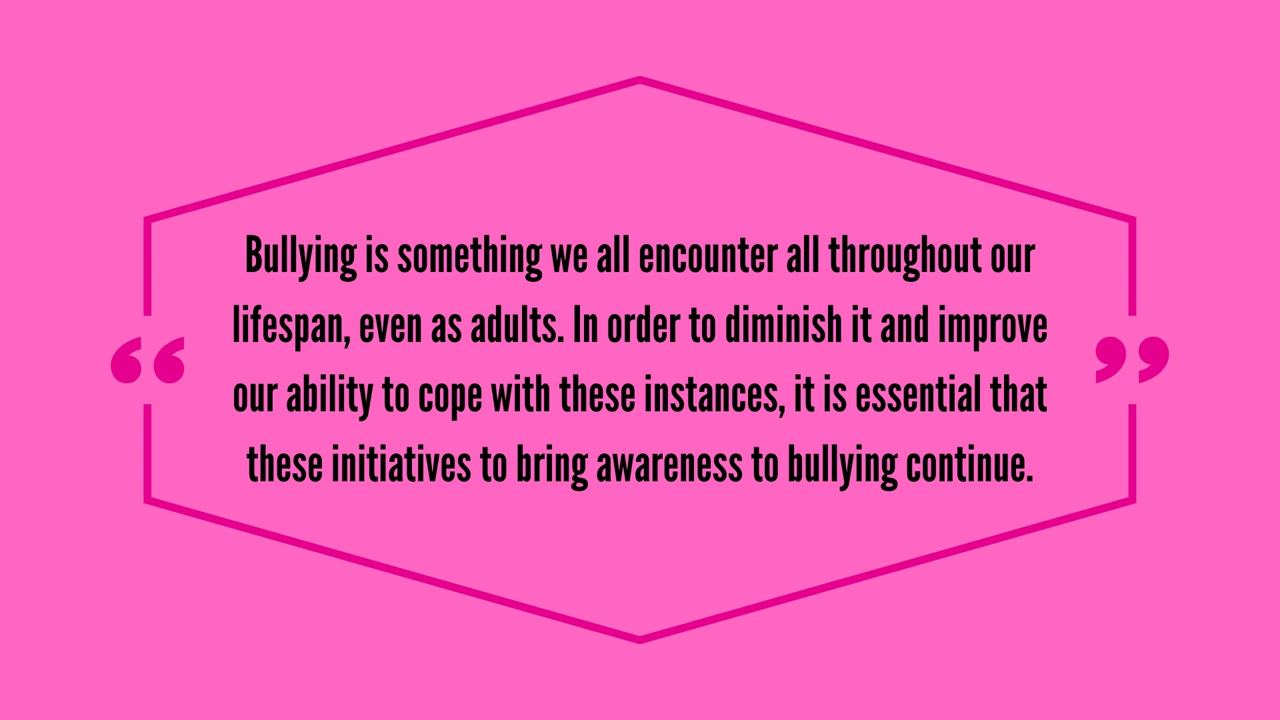 Bullying is something we all encounter all throughout our
lifespan, even as adults. In order to diminish it and improve
“ our ability to cope with these instances, it is essential that ”
these initiatives to bring awareness to bullying continue.